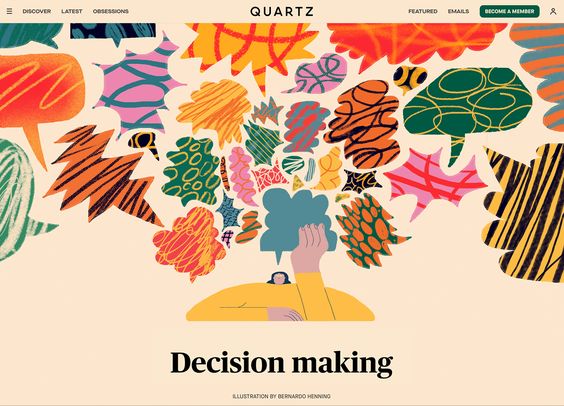 DISCOVER LATEST OBSESSIONS QUARTZ FEATURED EMAILS BECOME A MEMBER
Decision making
ILLUSTRATION BY BERNARDO HENNING